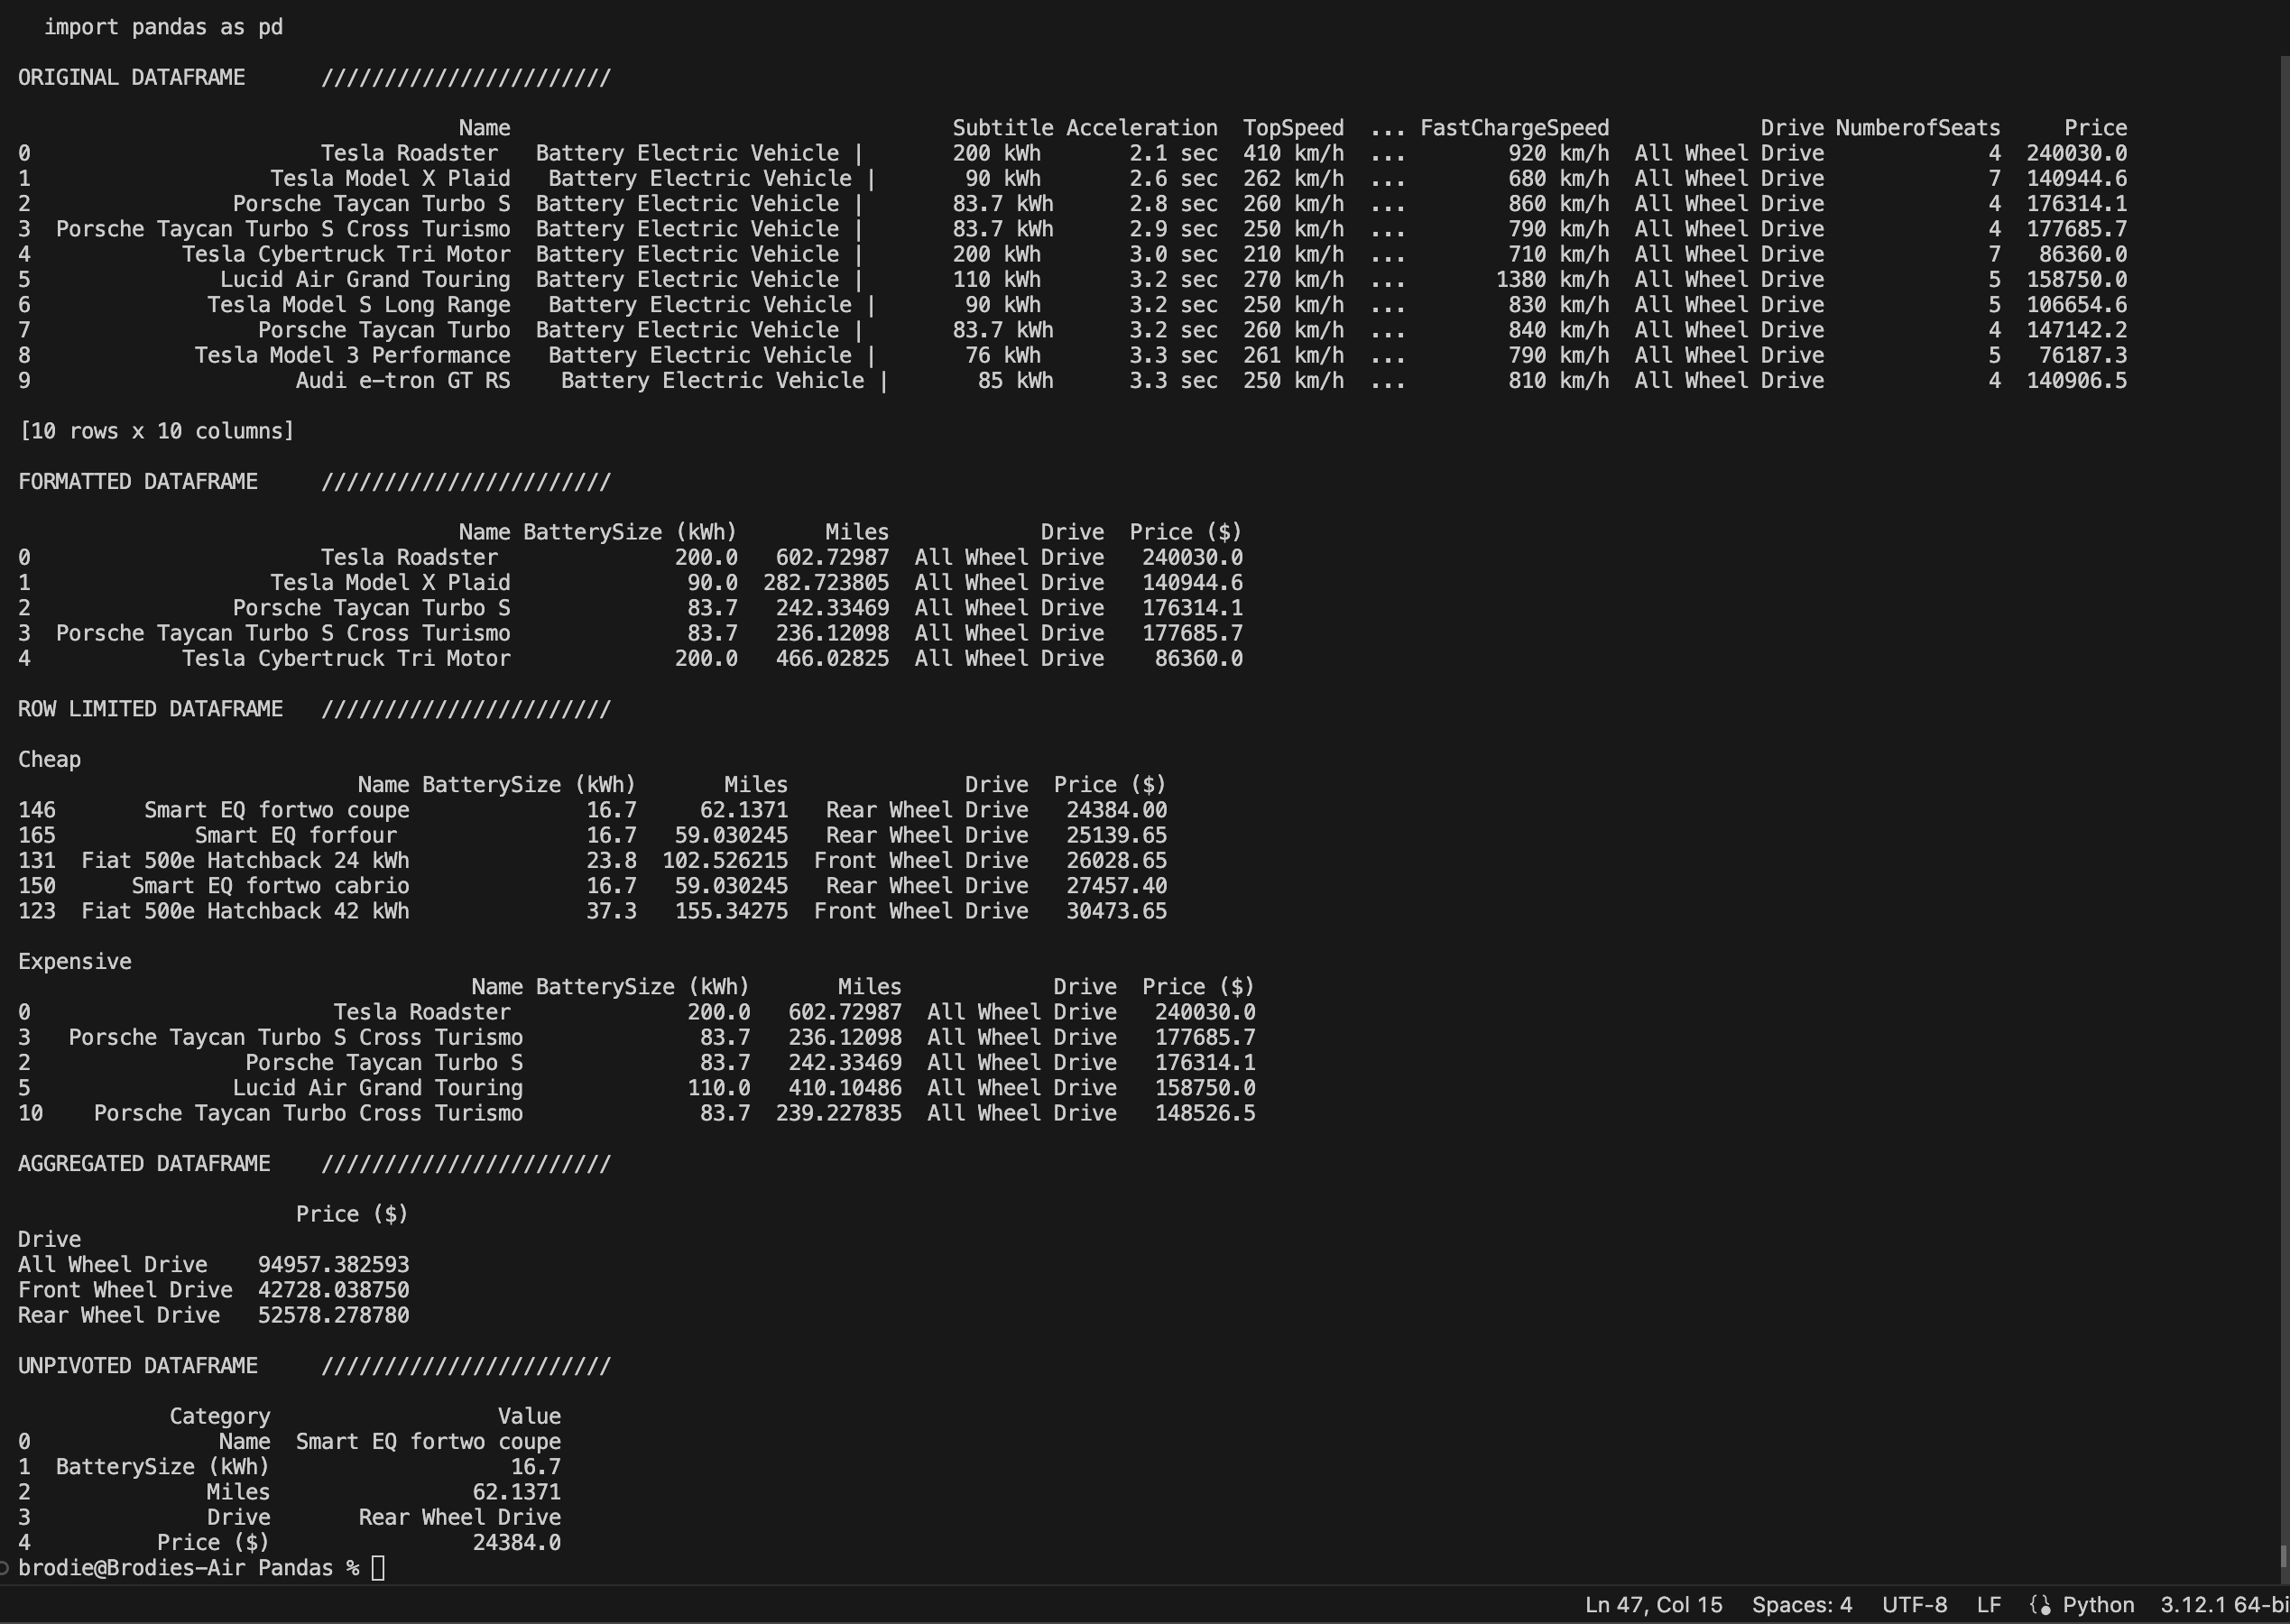 import pandas as pd
ORIGINAL DATAFRAME      ///////////////////////
Name Subtitle Acceleration TopSpeed ... FastChargeSpeed Drive NumberofSeats Price
0 Tesla Roadster Battery Electric Vehicle | 200 kWh 2.1 sec 410 km/h ... 920 km/h All Wheel Drive 4 240030.0
1 Tesla Model X Plaid Battery Electric Vehicle | 90 kWh 2.6 sec 262 km/h ... 680 km/h All Wheel Drive 7 140944.6
2 Porsche Taycan Turbo S Battery Electric Vehicle | 83.7 kWh 2.8 sec 260 km/h ... 860 km/h All Wheel Drive 4 176314.1
3 Porsche Taycan Turbo S Cross Turismo Battery Electric Vehicle | 83.7 kWh 2.9 sec 250 km/h ... 790 km/h All Wheel Drive 4 177685.7
4 Tesla Cybertruck Tri Motor Battery Electric Vehicle | 200 kWh 3.0 sec 210 km/h ... 710 km/h All Wheel Drive 7 86360.0
5 Lucid Air Grand Touring Battery Electric Vehicle | 110 kWh 3.2 sec 270 km/h ... 1380 km/h All Wheel Drive 5 158750.0
6 Tesla Model S Long Range Battery Electric Vehicle | 90 kWh 3.2 sec 250 km/h ... 830 km/h All Wheel Drive 5 106654.6
7 Porsche Taycan Turbo Battery Electric Vehicle | 83.7 kWh 3.2 sec 260 km/h ... 840 km/h All Wheel Drive 4 147142.2
8 Tesla Model 3 Performance Battery Electric Vehicle | 76 kWh 3.3 sec 261 km/h ... 790 km/h All Wheel Drive 5 76187.3
9 Audi e-tron GT RS Battery Electric Vehicle | 85 kWh 3.3 sec 250 km/h ... 810 km/h All Wheel Drive 4 140906.5
[10 rows x 10 columns]
FORMATTED DATAFRAME     ///////////////////////
Name BatterySize (kWh) Miles Drive Price ($)
0 Tesla Roadster 200.0 602.72987 All Wheel Drive 240030.0
1 Tesla Model X Plaid 90.0 282.723805 All Wheel Drive 140944.6
2 Porsche Taycan Turbo S 83.7 242.33469 All Wheel Drive 176314.1
3 Porsche Taycan Turbo S Cross Turismo 83.7 236.12098 All Wheel Drive 177685.7
4 Tesla Cybertruck Tri Motor 200.0 466.02825 All Wheel Drive 86360.0
ROW LIMITED DATAFRAME   ///////////////////////
Cheap
Name BatterySize (kWh) Miles Drive Price ($)
146 Smart EQ fortwo coupe 16.7 62.1371 Rear Wheel Drive 24384.00
165 Smart EQ forfour 16.7 59.030245 Rear Wheel Drive 25139.65
131 Fiat 500e Hatchback 24 kWh 23.8 102.526215 Front Wheel Drive 26028.65
150 Smart EQ fortwo cabrio 16.7 59.030245 Rear Wheel Drive 27457.40
123 Fiat 500e Hatchback 42 kWh 37.3 155.34275 Front Wheel Drive 30473.65
Expensive
Name BatterySize (kWh) Miles Drive Price ($)
0 Tesla Roadster 200.0 602.72987 All Wheel Drive 240030.0
3 Porsche Taycan Turbo S Cross Turismo 83.7 236.12098 All Wheel Drive 177685.7
2 Porsche Taycan Turbo S 83.7 242.33469 All Wheel Drive 176314.1
5 Lucid Air Grand Touring 110.0 410.10486 All Wheel Drive 158750.0
10 Porsche Taycan Turbo Cross Turismo 83.7 239.227835 All Wheel Drive 148526.5
AGGREGATED DATAFRAME    ///////////////////////
Price ($)
Drive
All Wheel Drive 94957.382593
Front Wheel Drive 42728.038750
Rear Wheel Drive 52578.278780
UNPIVOTED DATAFRAME     ///////////////////////
Category Value
0 Name Smart EQ fortwo coupe
1 BatterySize (kWh) 16.7
2 Miles 62.1371
3 Drive Rear Wheel Drive
4 Price ($) 24384.0
brodie@Brodies-Air Pandas %
Ln 47, Col 15 Spaces: 4 UTF-8 LF Python 3.12.1 64-bi